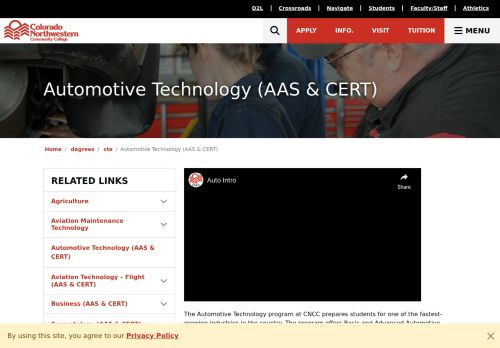 D2L | Crossroads | Navigate | Students | Faculty/Staff | Athletics
Colorado
Northwestern
Community College
APPLY INFO. VISIT TUITION MENU
Automotive Technology (AAS & CERT)
Home / degrees / cte / Automotive Technology (AAS & CERT)
RELATED LINKS
Agriculture
Aviation Maintenance
Technology
Automotive Technology (AAS &
CERT)
Aviation Technology – Flight
(AAS & CERT)
Business (AAS & CERT)
Auto Intro
Share
The Automotive Technology program at CNCC prepares students for one of the fastest-
growing industries in the country. The program offers Basic and Advanced Automotive
By using this site, you agree to our Privacy Policy